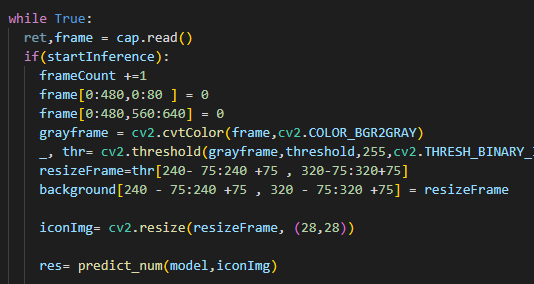 while True:
ret,frame = cap.read()
if(startInference):
frameCount +=1
frame[0:480,0:80 ] = 0
frame[0:480,560:640] = 0
grayframe = cv2.cvtColor(frame,cv2.COLOR_BGR2GRAY)
_, thr= cv2.threshold(grayframe,threshold,255,cv2.THRESH_BINARY_
resizeFrame=thr[240- 75:240 +75 , 320-75:320+75]
background[240 - 75:240 +75 , 320 - 75:320 +75] = resizeFrame
iconImg= cv2.resize(resizeFrame, (28,28))
res= predict_num(model,iconImg)